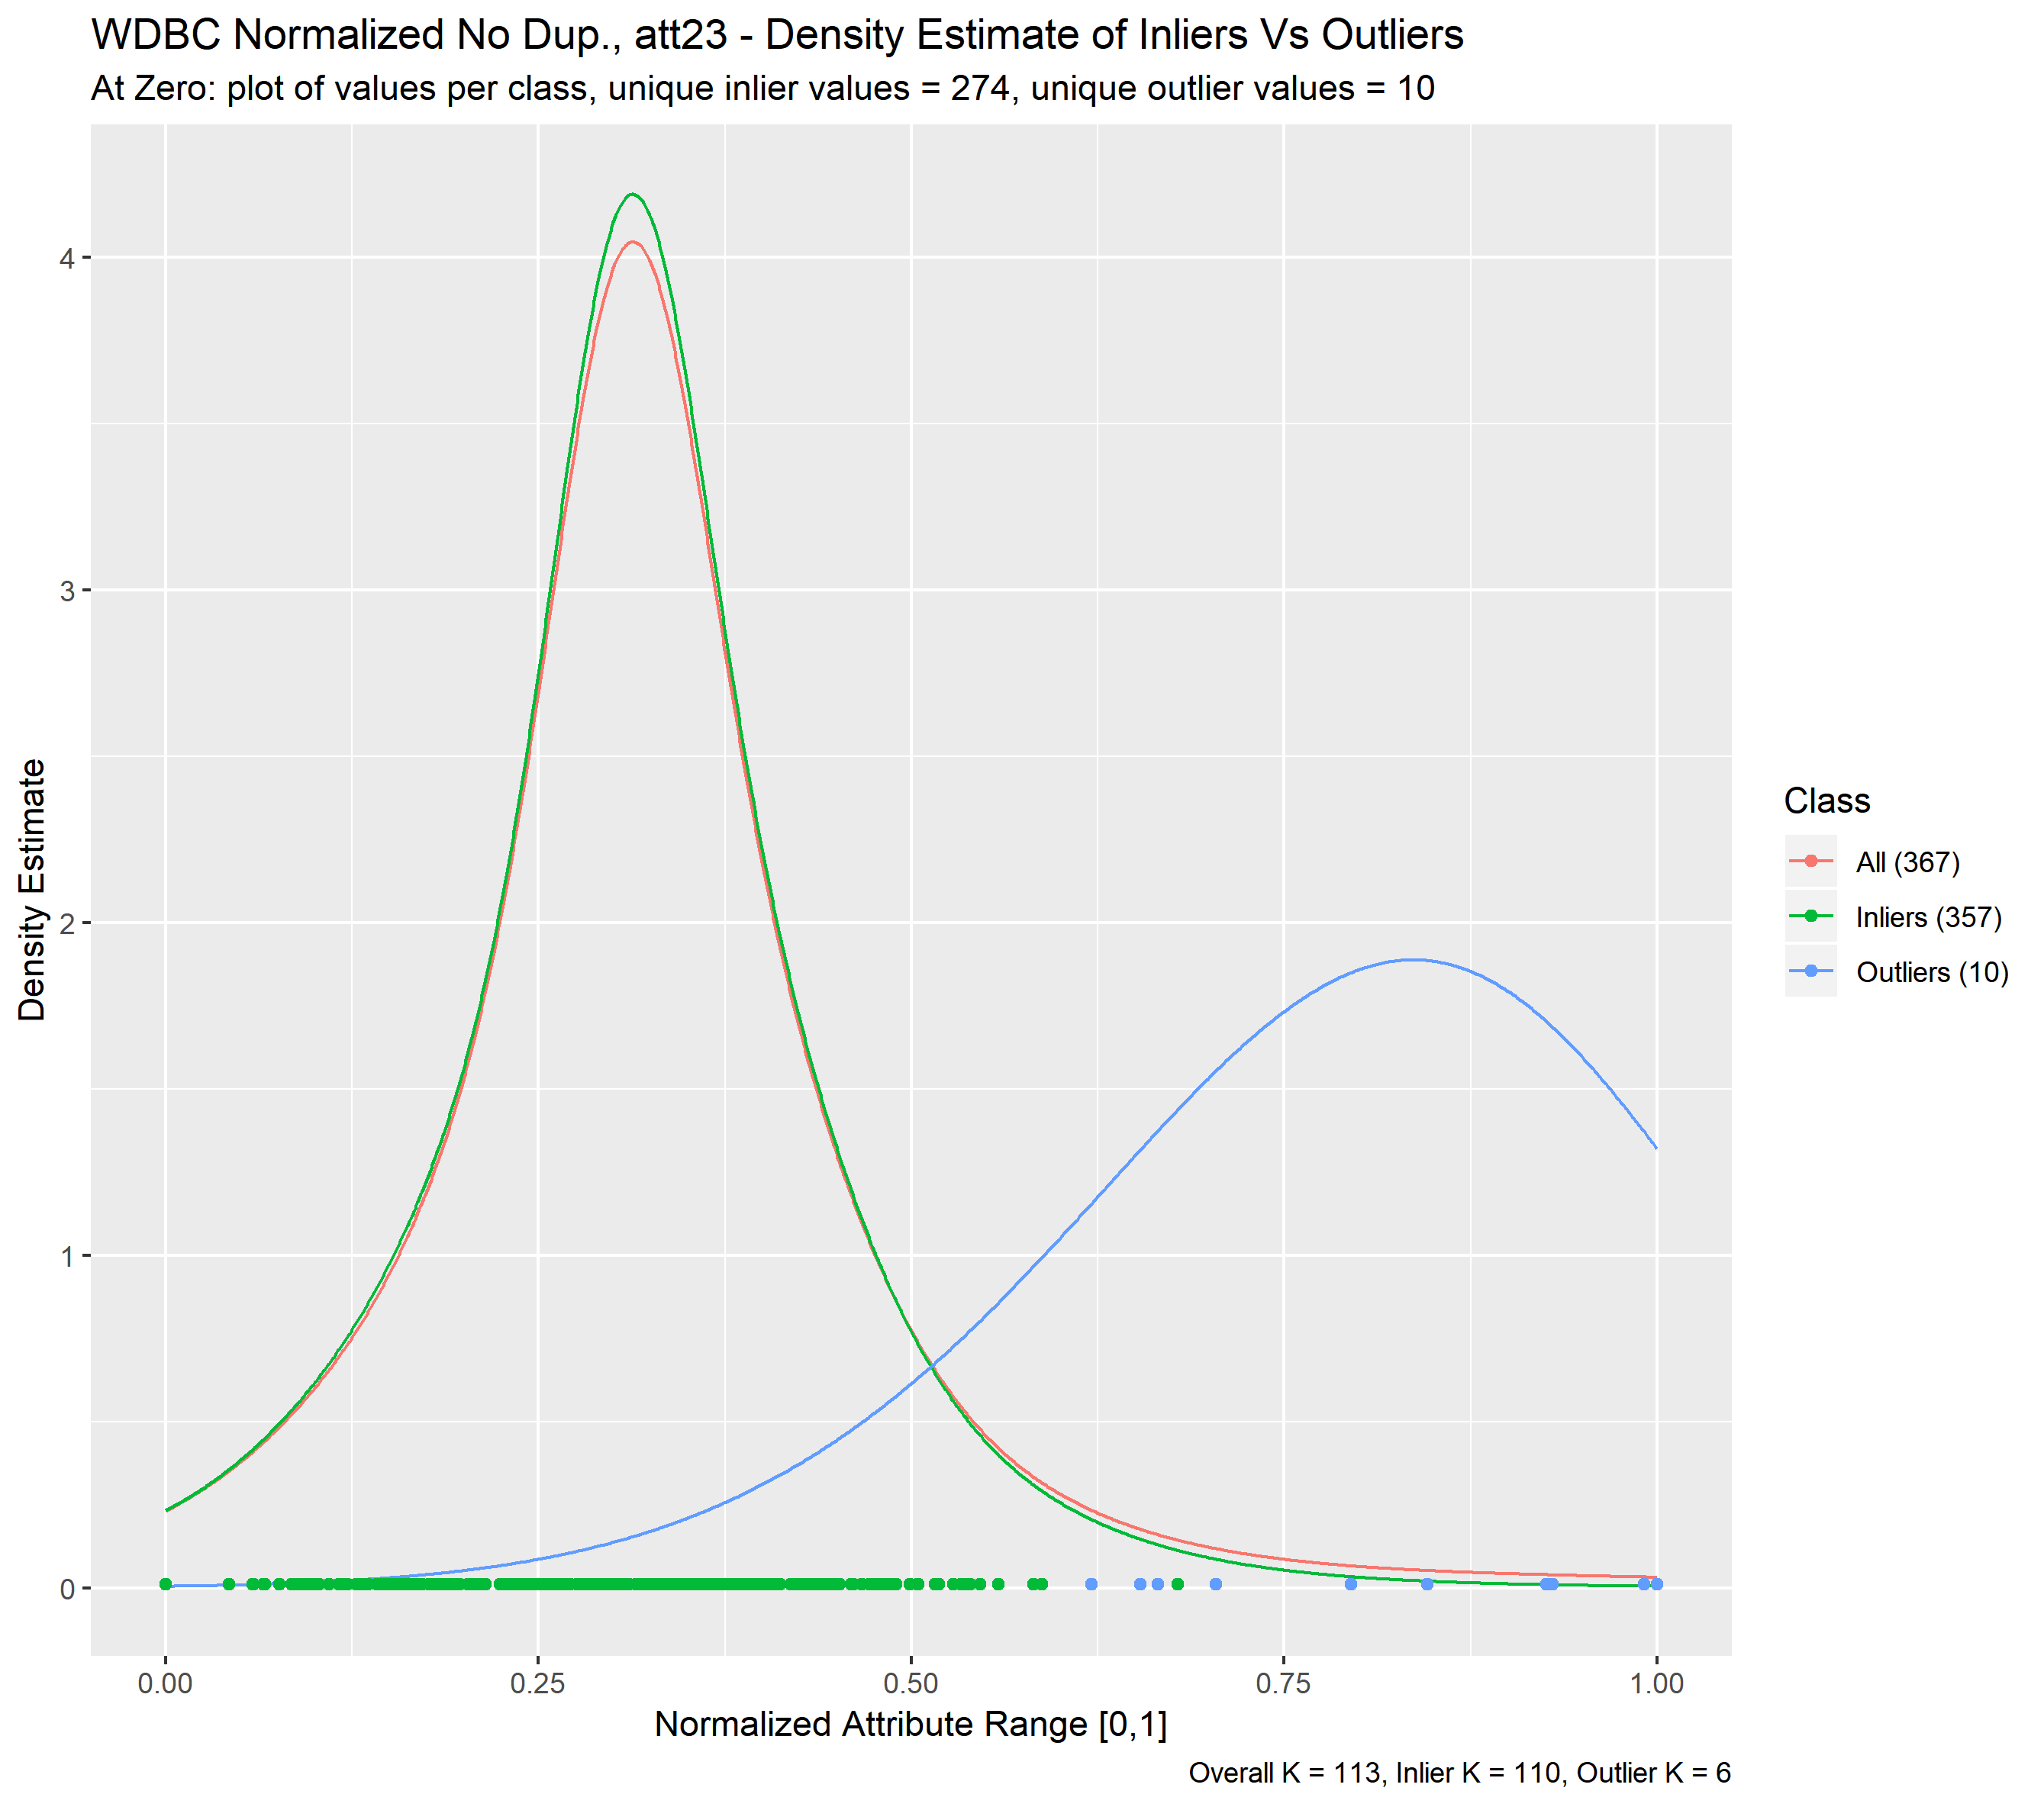 WDBC Normalized No Dup., att23 - Density Estimate of Inliers Vs Outliers
At Zero: plot of values per class, unique inlier values = 274, unique outlier values = 10
Density Estimate
4
3
2
1
0
0.00 0.25 0.50 0.75 1.00
Normalized Attribute Range [0,1]
Overall K = 113, Inlier K = 110, Outlier K = 6
Class
All (367)
Inliers (357)
Outliers (10)